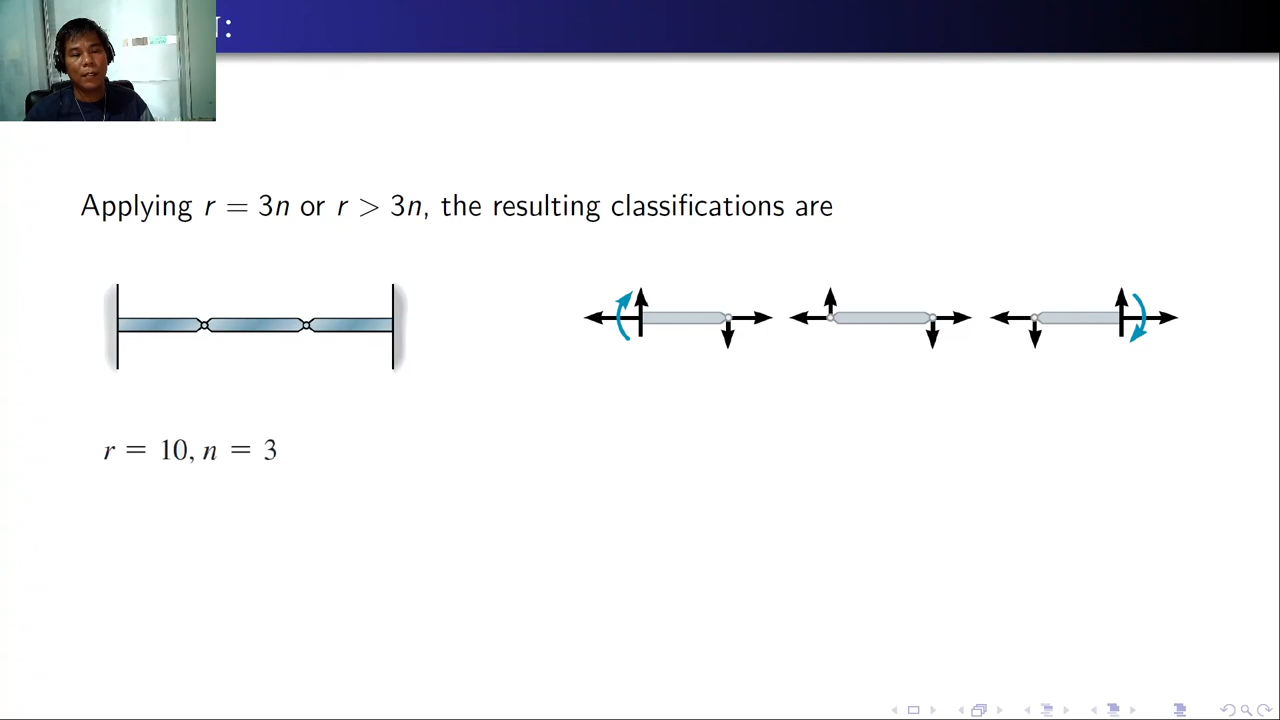 :
Applying r = 3n or r > 3n, the resulting classifications are
r = 10, n = 3